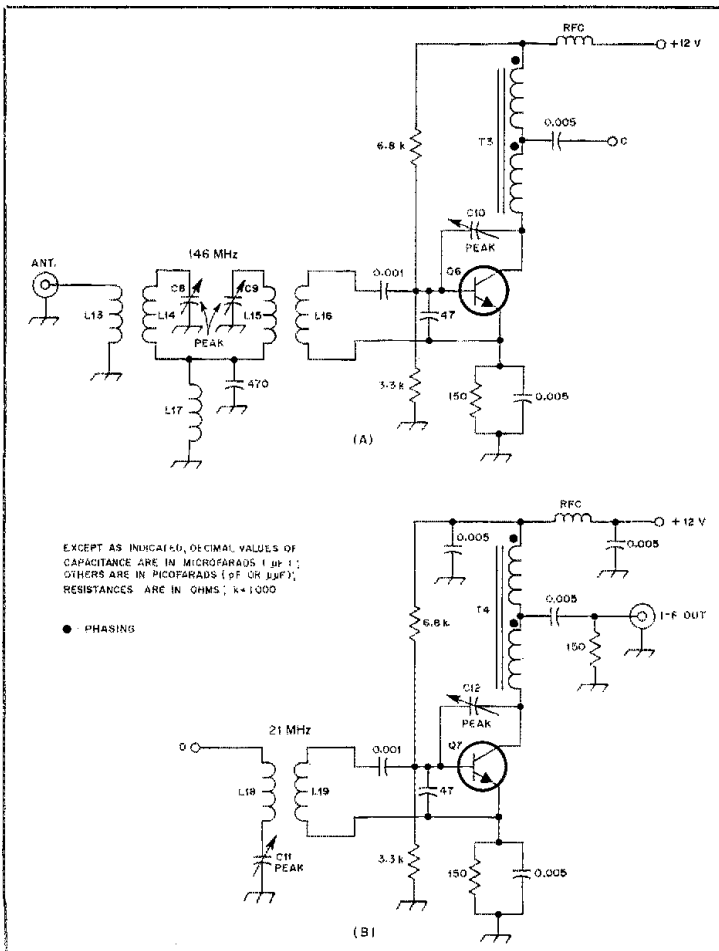 RFC
+12 V
0.005
T3
C
6.8 k
C10
PEAK
146 MHz
ANT.
C8
C9
0.001
Q6
L13
L14
L15
L16
PEAK
47
470
3.3 k
150
0.005
L17
(A)
RFC
+12 V
0.005
0.005
EXCEPT AS INDICATED, DECIMAL VALUES OF
CAPACITANCE ARE IN MICROFARADS (µF);
OTHERS ARE IN PICOFARADS (pF OR µµF);
RESISTANCES ARE IN OHMS; k=1000
T4
0.005
I-F OUT
● - PHASING
6.8 k
150
C12
PEAK
21 MHz
D
0.001
Q7
L18
L19
47
C11
PEAK
3.3 k
150
0.005
(B)